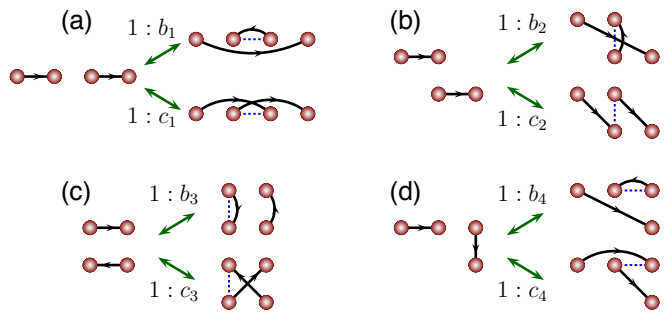 (a)
1 : b₁
1 : c₁
(b)
1 : b₂
1 : c₂
(c)
1 : b₃
1 : c₃
(d)
1 : b₄
1 : c₄